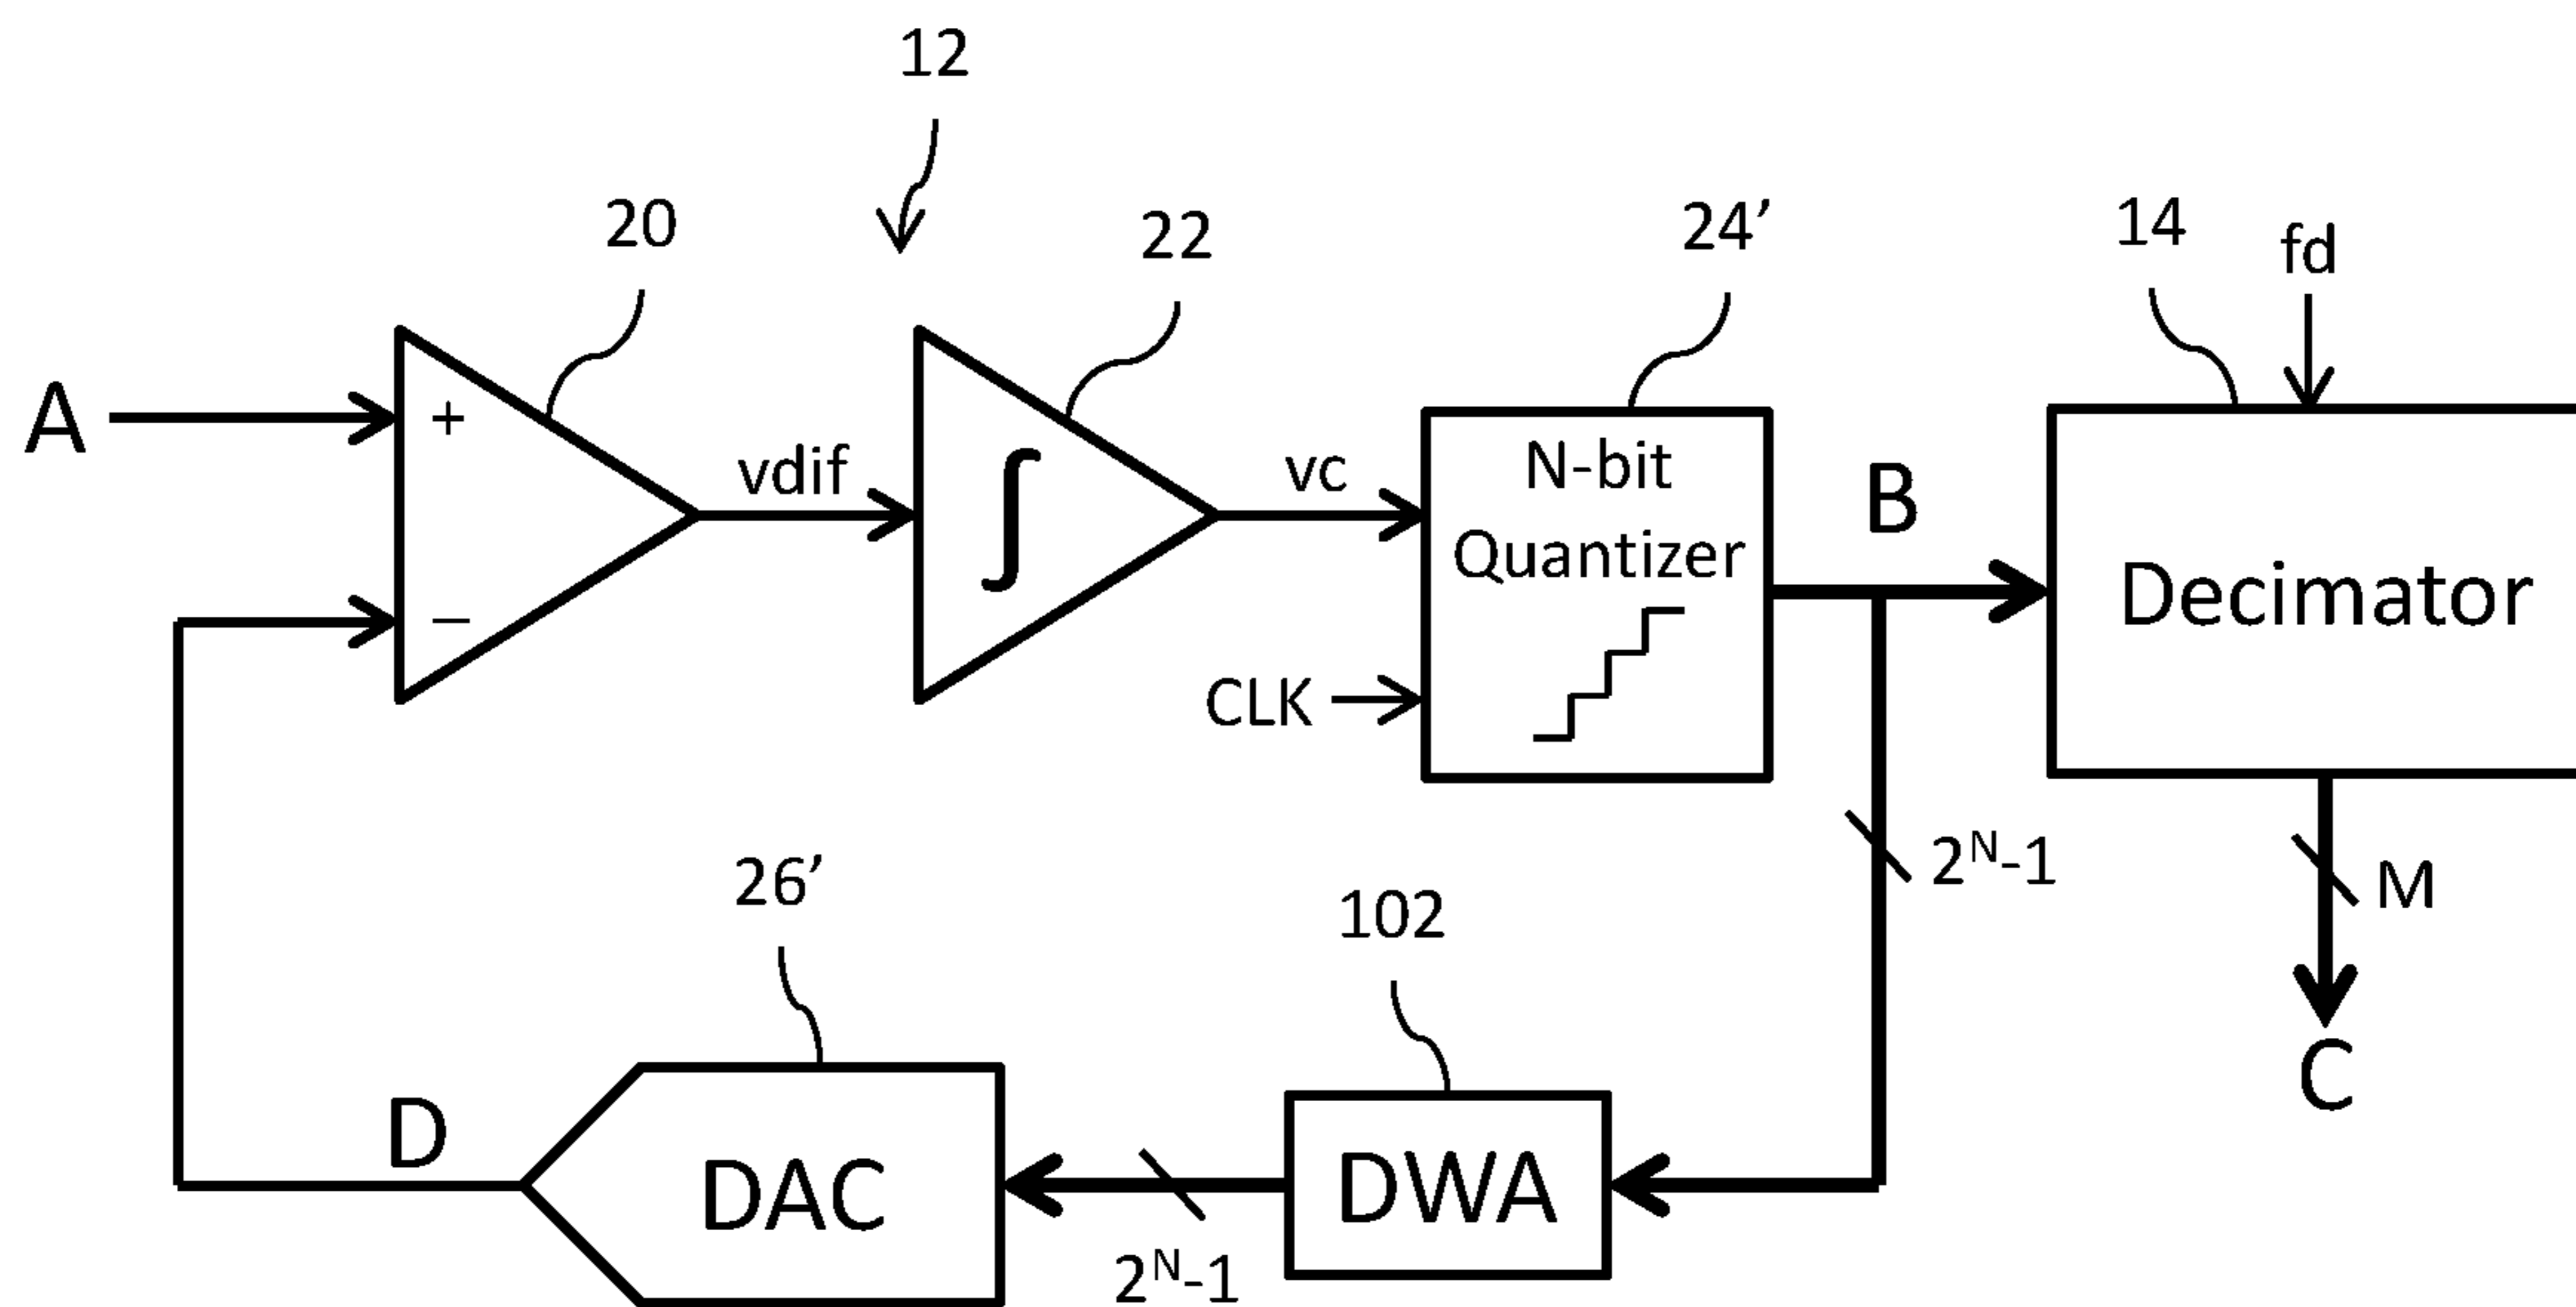 12
20
22
24’
14
fd
A
+
–
vdif
∫
vc
CLK
N-bit
Quantizer
B
Decimator
2ᴺ-1
M
C
26’
102
D
DAC
2ᴺ-1
DWA